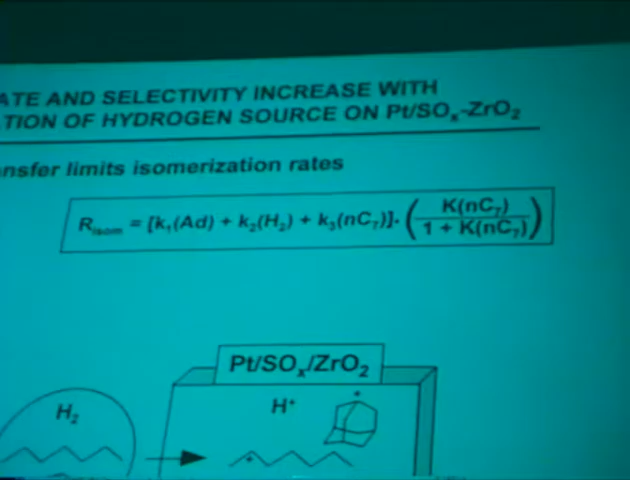 ATE AND SELECTIVITY INCREASE WITH
TION OF HYDROGEN SOURCE ON Pt/SOₓ-ZrO₂
nsfer limits isomerization rates
R_isom = [k₁(Ad) + k₂(H₂) + k₃(nC₇)]· ( K(nC₇) / 1 + K(nC₇) )
Pt/SOₓ/ZrO₂
H₂
H⁺
+
+